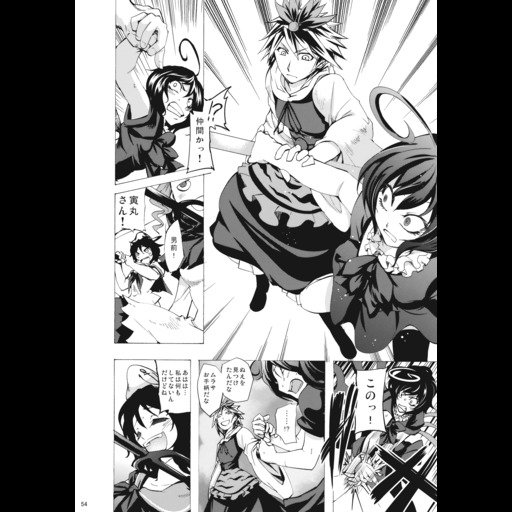 !?
仲間かっ!
寅丸
さん!
男前!
このっ!
…!?
ぬえを
見つけ
たんだな
ムラサ
お手柄だな
あはは…
私は何も
してないん
だけどね
54